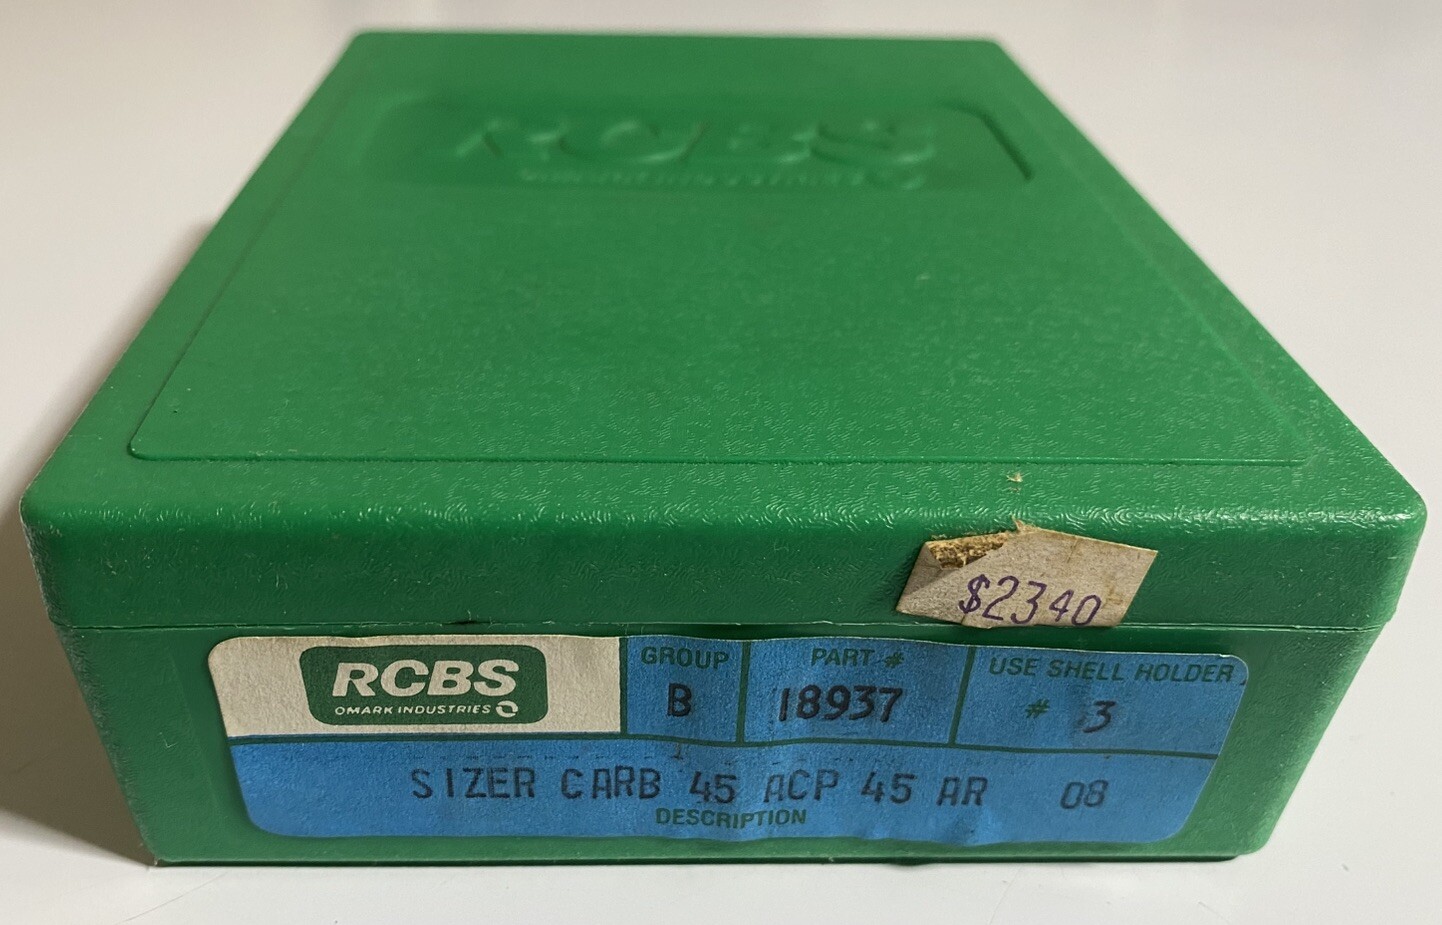 RCBS
$2340
RCBS
OMARK INDUSTRIES
GROUP
B
PART #
18937
USE SHELL HOLDER
# 3
SIZER CARB 45 ACP 45 AR 08
DESCRIPTION